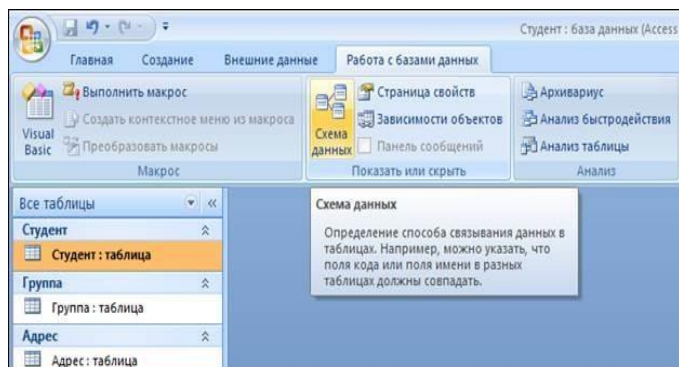 Студент : база данных (Access
Главная Создание Внешние данные Работа с базами данных
Visual Basic
Выполнить макрос
Создать контекстное меню из макроса
Преобразовать макросы
Макрос
Схема данных
Страница свойств
Зависимости объектов
Панель сообщений
Показать или скрыть
Архивариус
Анализ быстродействия
Анализ таблицы
Анализ
Все таблицы
Студент
Студент : таблица
Группа
Группа : таблица
Адрес
Адрес : таблица
Схема данных
Определение способа связывания данных в
таблицах. Например, можно указать, что
поля кода или поля имени в разных
таблицах должны совпадать.